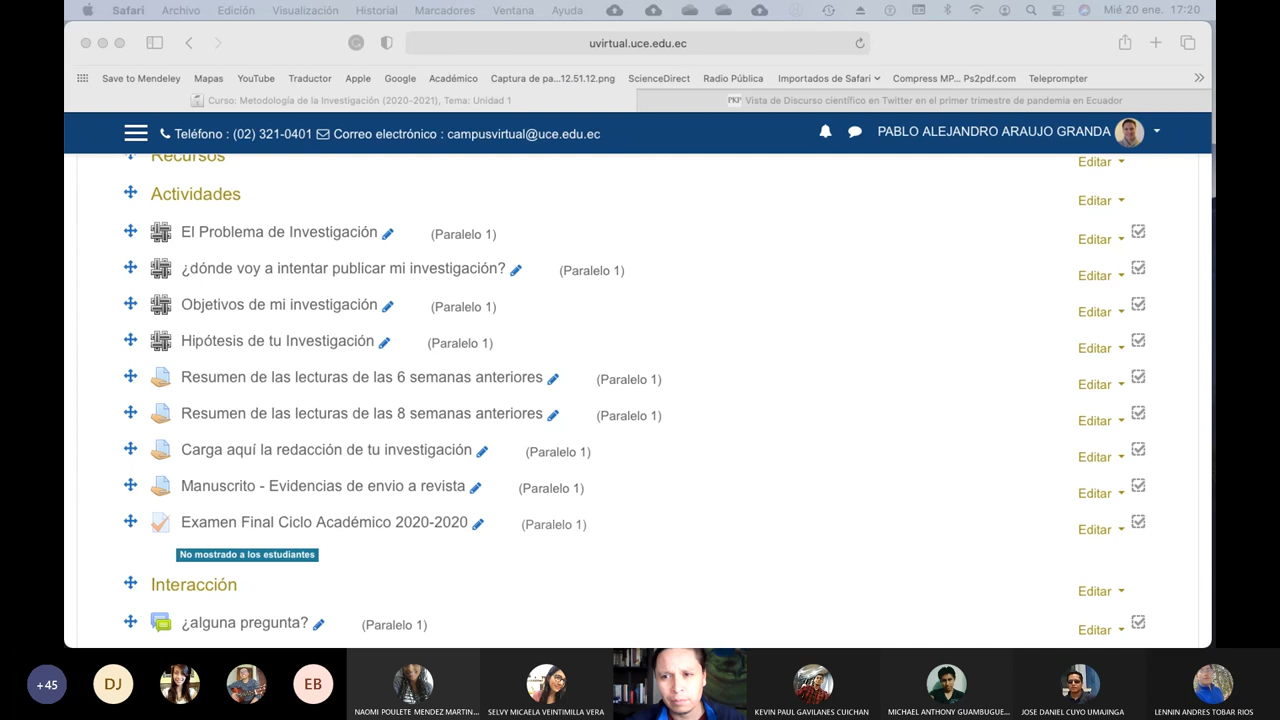 Safari Archivo Edición Visualización Historial Marcadores Ventana Ayuda Mié 20 ene. 17:20
uvirtual.uce.edu.ec
Save to Mendeley Mapas YouTube Traductor Apple Google Académico Captura de pa...12.51.12.png ScienceDirect Radio Pública Importados de Safari Compress MP... Ps2pdf.com Teleprompter
Curso: Metodología de la Investigación (2020-2021), Tema: Unidad 1
PKP Vista de Discurso científico en Twitter en el primer trimestre de pandemia en Ecuador
Teléfono : (02) 321-0401 Correo electrónico : campusvirtual@uce.edu.ec PABLO ALEJANDRO ARAUJO GRANDA
Recursos Editar
Actividades Editar
El Problema de Investigación (Paralelo 1) Editar
¿dónde voy a intentar publicar mi investigación? (Paralelo 1) Editar
Objetivos de mi investigación (Paralelo 1) Editar
Hipótesis de tu Investigación (Paralelo 1) Editar
Resumen de las lecturas de las 6 semanas anteriores (Paralelo 1) Editar
Resumen de las lecturas de las 8 semanas anteriores (Paralelo 1) Editar
Carga aquí la redacción de tu investigación (Paralelo 1) Editar
Manuscrito - Evidencias de envio a revista (Paralelo 1) Editar
Examen Final Ciclo Académico 2020-2020 (Paralelo 1) Editar
No mostrado a los estudiantes
Interacción Editar
¿alguna pregunta? (Paralelo 1) Editar
+45 DJ EB
NAOMI POULETE MENDEZ MARTIN... SELVY MICAELA VEINTIMILLA VERA KEVIN PAUL GAVILANES CUICHAN MICHAEL ANTHONY GUAMBUGUE... JOSE DANIEL CUYO UMAJINGA LENNIN ANDRES TOBAR RIOS